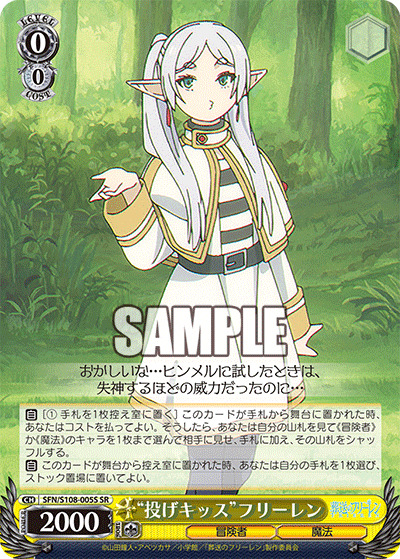 LEVEL
0
0
COST
SAMPLE
おかしいな…ヒンメルに試したときは、
失神するほどの威力だったのに…
自 [① 手札を1枚控え室に置く] このカードが手札から舞台に置かれた時、
あなたはコストを払ってよい。そうしたら、あなたは自分の山札を見て《冒険者》
か《魔法》のキャラを1枚まで選んで相手に見せ、手札に加え、その山札をシャッ
フルする。
自 このカードが舞台から控え室に置かれた時、あなたは自分の手札を1枚選び、
ストック置場に置いてよい。
CH SFN/S108-005S SR
“投げキッス”フリーレン
葬送のフリーレン
2000
冒険者
魔法
©山田鐘人・アベツカサ／小学館／「葬送のフリーレン」製作委員会